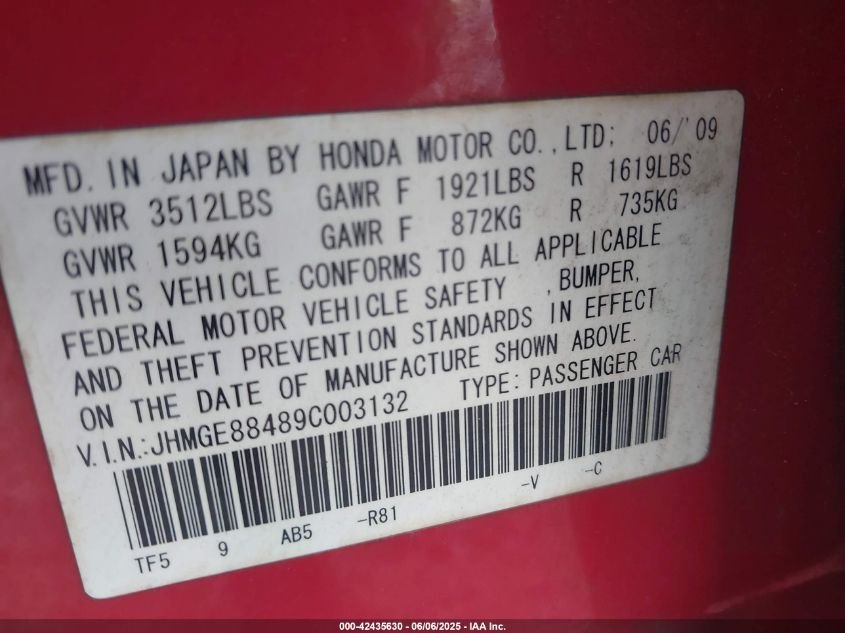 MFD. IN JAPAN BY HONDA MOTOR CO.,LTD; 06/'09
GVWR 3512LBS GAWR F 1921LBS R 1619LBS
GVWR 1594KG GAWR F 872KG R 735KG
THIS VEHICLE CONFORMS TO ALL APPLICABLE
FEDERAL MOTOR VEHICLE SAFETY ,BUMPER,
AND THEFT PREVENTION STANDARDS IN EFFECT
ON THE DATE OF MANUFACTURE SHOWN ABOVE.
V.I.N.:JHMGE88489C003132 TYPE: PASSENGER CAR
TF5 9 AB5 -R81 -V -C
000-42435630 - 06/06/2025 - IAA Inc.